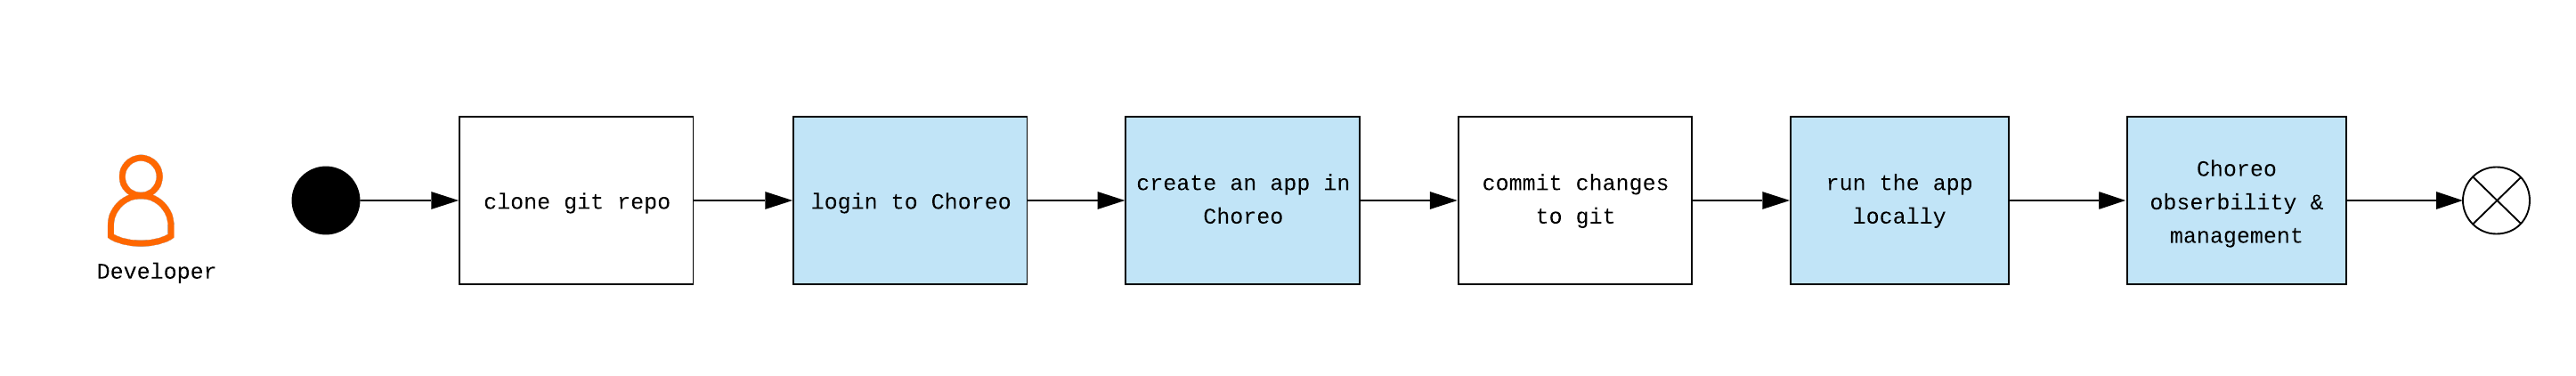 Developer
clone git repo
login to Choreo
create an app in
Choreo
commit changes
to git
run the app
locally
Choreo
obserbility &
management